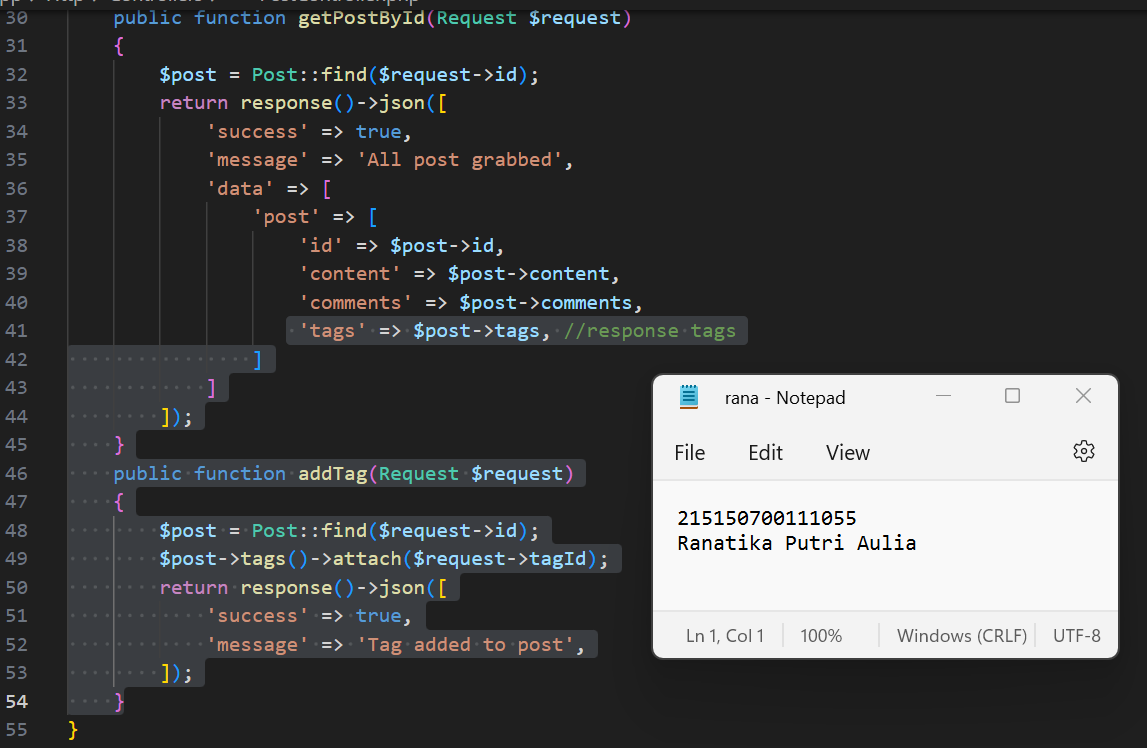 30 public function getPostById(Request $request)
31 {
32 $post = Post::find($request->id);
33 return response()->json([
34 'success' => true,
35 'message' => 'All post grabbed',
36 'data' => [
37 'post' => [
38 'id' => $post->id,
39 'content' => $post->content,
40 'comments' => $post->comments,
41 'tags' => $post->tags, //response tags
42 ]
43 ]
44 ]);
45 }
46 public function addTag(Request $request)
47 {
48 $post = Post::find($request->id);
49 $post->tags()->attach($request->tagId);
50 return response()->json([
51 'success' => true,
52 'message' => 'Tag added to post',
53 ]);
54 }
55 }
rana - Notepad
File Edit View
215150700111055
Ranatika Putri Aulia
Ln 1, Col 1 100% Windows (CRLF) UTF-8